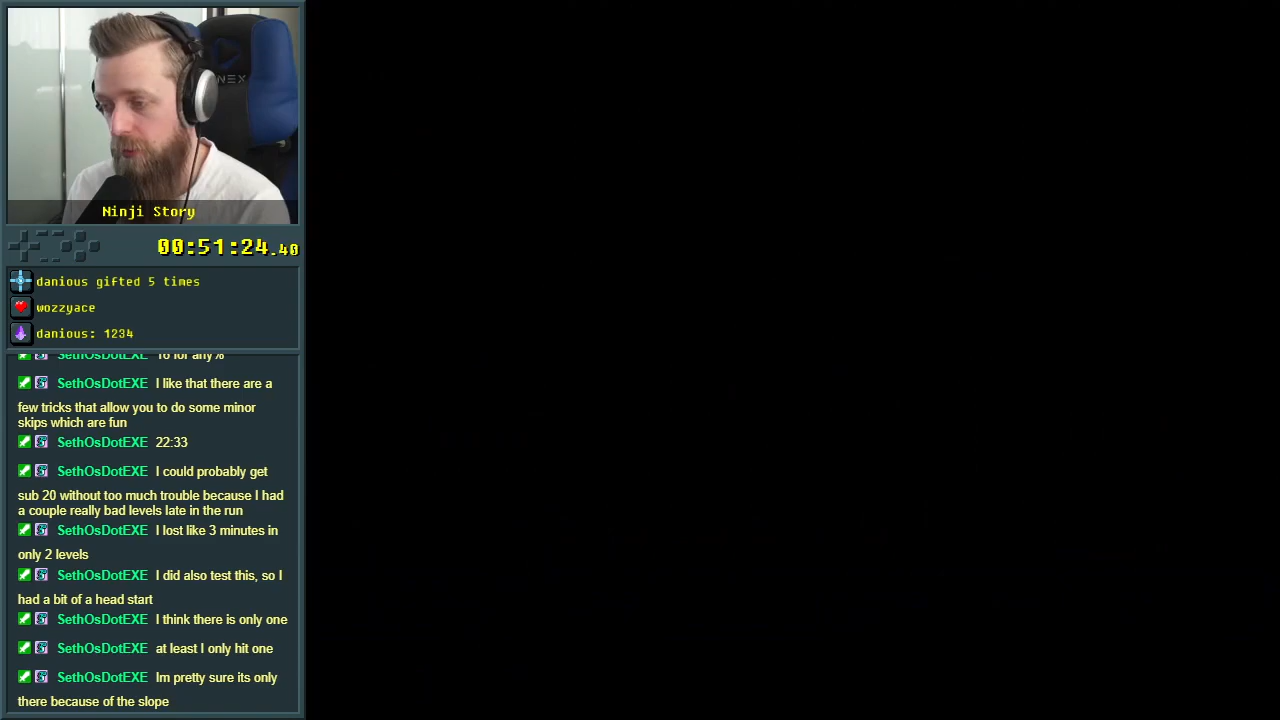 NEX
Ninji Story
00:51:24.40
danious gifted 5 times
wozzyace
danious: 1234
SethOsDotEXE 16 for any%
SethOsDotEXE I like that there are a
few tricks that allow you to do some minor
skips which are fun
SethOsDotEXE 22:33
SethOsDotEXE I could probably get
sub 20 without too much trouble because I had
a couple really bad levels late in the run
SethOsDotEXE I lost like 3 minutes in
only 2 levels
SethOsDotEXE I did also test this, so I
had a bit of a head start
SethOsDotEXE I think there is only one
SethOsDotEXE at least I only hit one
SethOsDotEXE Im pretty sure its only
there because of the slope